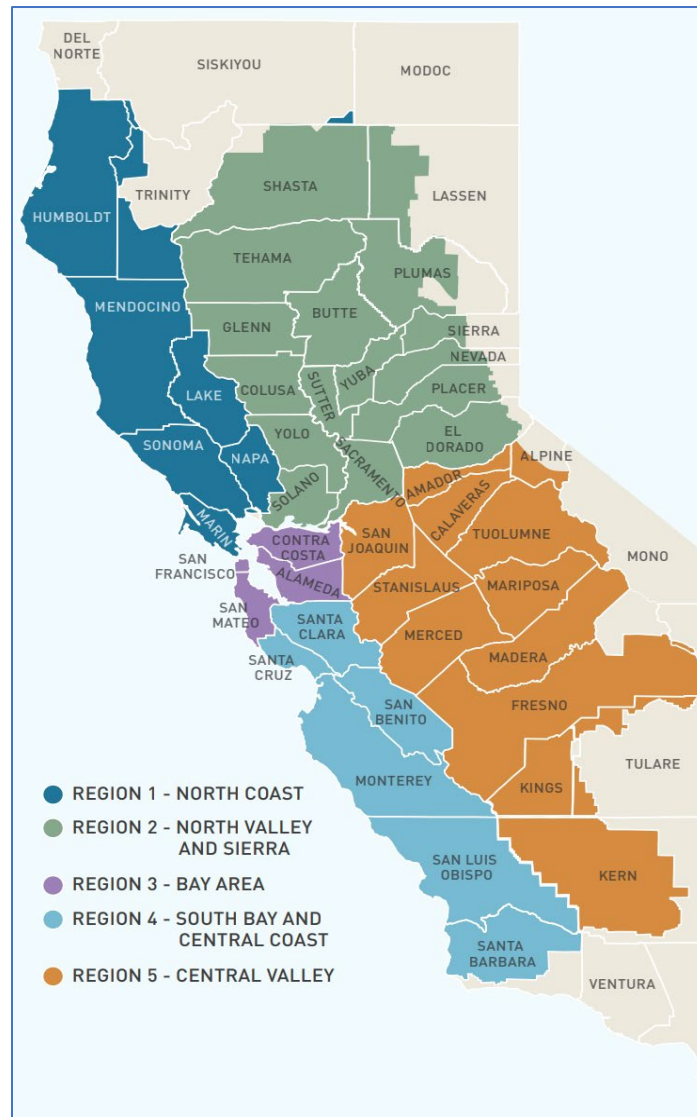 DEL
NORTE
SISKIYOU
MODOC
SHASTA
TRINITY
LASSEN
HUMBOLDT
TEHAMA
PLUMAS
MENDOCINO
BUTTE
GLENN
SIERRA
NEVADA
YUBA
SUTTER
COLUSA
PLACER
LAKE
YOLO
EL
DORADO
SONOMA
NAPA
SACRAMENTO
ALPINE
SOLANO
AMADOR
CALAVERAS
MARIN
SAN
JOAQUIN
TUOLUMNE
CONTRA
COSTA
MONO
SAN
FRANCISCO
ALAMEDA
STANISLAUS
MARIPOSA
SAN
MATEO
SANTA
CLARA
MERCED
MADERA
SANTA
CRUZ
SAN
BENITO
FRESNO
TULARE
MONTEREY
KINGS
SAN LUIS
OBISPO
KERN
SANTA
BARBARA
VENTURA
REGION 1 - NORTH COAST
REGION 2 - NORTH VALLEY
AND SIERRA
REGION 3 - BAY AREA
REGION 4 - SOUTH BAY AND
CENTRAL COAST
REGION 5 - CENTRAL VALLEY